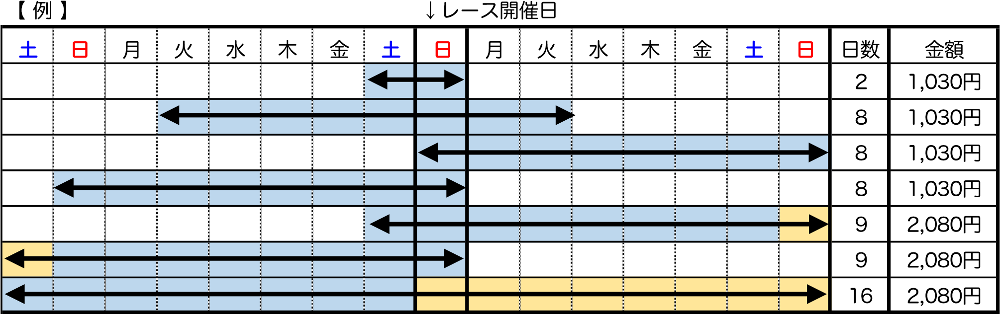 【 例 】 ↓レース開催日
土 日 月 火 水 木 金 土 日 月 火 水 木 金 土 日 日数 金額
2 1,030円
8 1,030円
8 1,030円
8 1,030円
9 2,080円
9 2,080円
16 2,080円